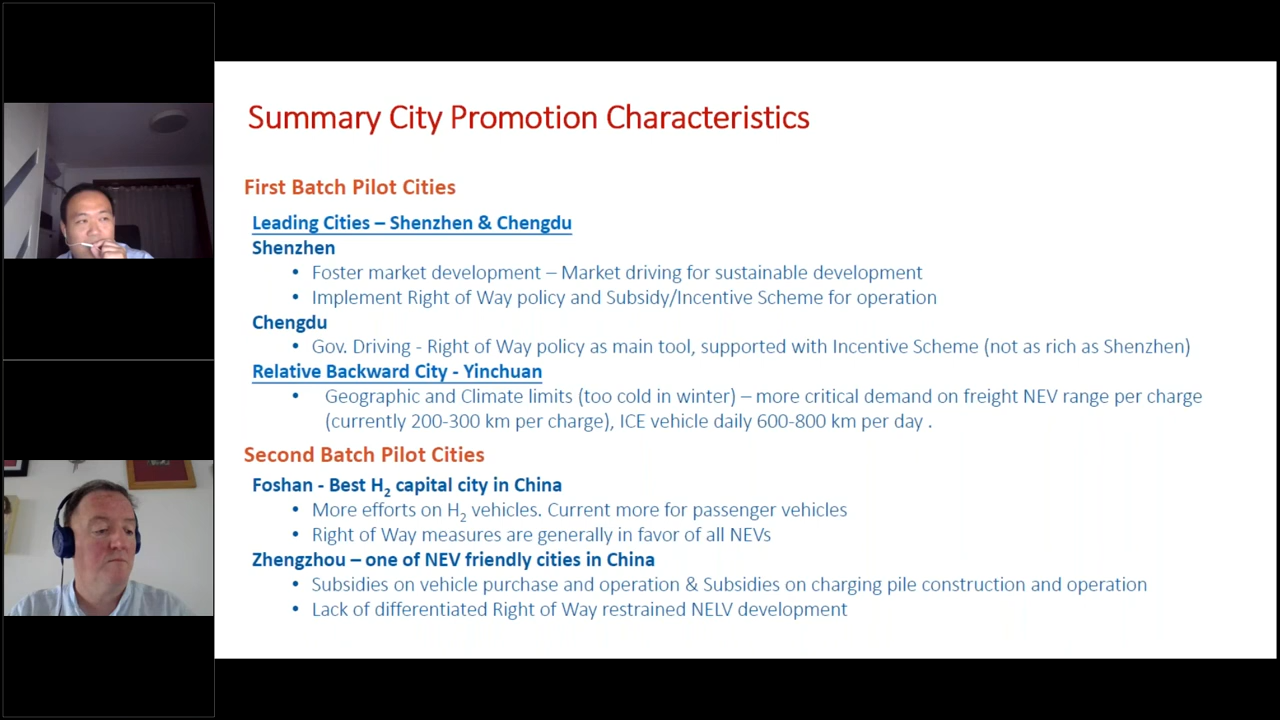 Summary City Promotion Characteristics
First Batch Pilot Cities
Leading Cities – Shenzhen & Chengdu
Shenzhen
• Foster market development – Market driving for sustainable development
• Implement Right of Way policy and Subsidy/Incentive Scheme for operation
Chengdu
• Gov. Driving - Right of Way policy as main tool, supported with Incentive Scheme (not as rich as Shenzhen)
Relative Backward City - Yinchuan
• Geographic and Climate limits (too cold in winter) – more critical demand on freight NEV range per charge
(currently 200-300 km per charge), ICE vehicle daily 600-800 km per day .
Second Batch Pilot Cities
Foshan - Best H2 capital city in China
• More efforts on H2 vehicles. Current more for passenger vehicles
• Right of Way measures are generally in favor of all NEVs
Zhengzhou – one of NEV friendly cities in China
• Subsidies on vehicle purchase and operation & Subsidies on charging pile construction and operation
• Lack of differentiated Right of Way restrained NELV development